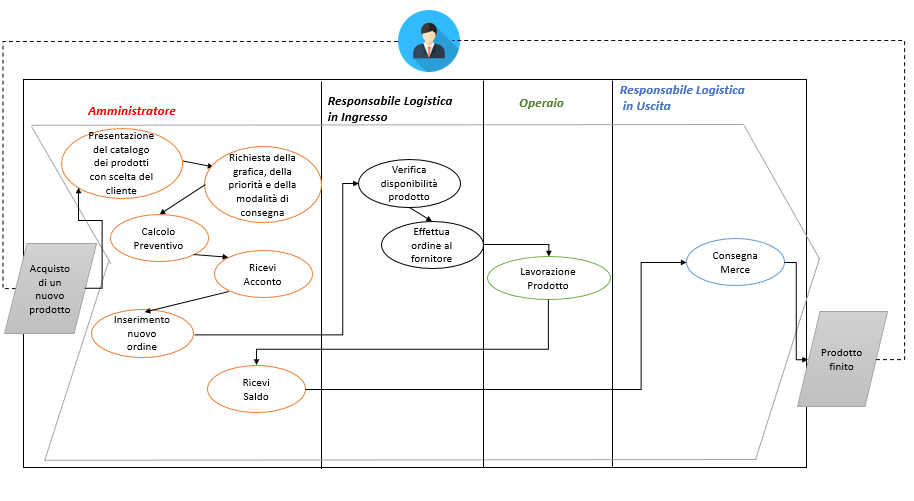 Amministratore
Responsabile Logistica
in Ingresso
Operaio
Responsabile Logistica
in Uscita
Presentazione
del catalogo
dei prodotti
con scelta del
cliente
Richiesta della
grafica, della
priorità e della
modalità di
consegna
Verifica
disponibilità
prodotto
Calcolo
Preventivo
Effettua
ordine al
fornitore
Ricevi
Acconto
Lavorazione
Prodotto
Consegna
Merce
Acquisto
di un
nuovo
prodotto
Inserimento
nuovo
ordine
Ricevi
Saldo
Prodotto
finito